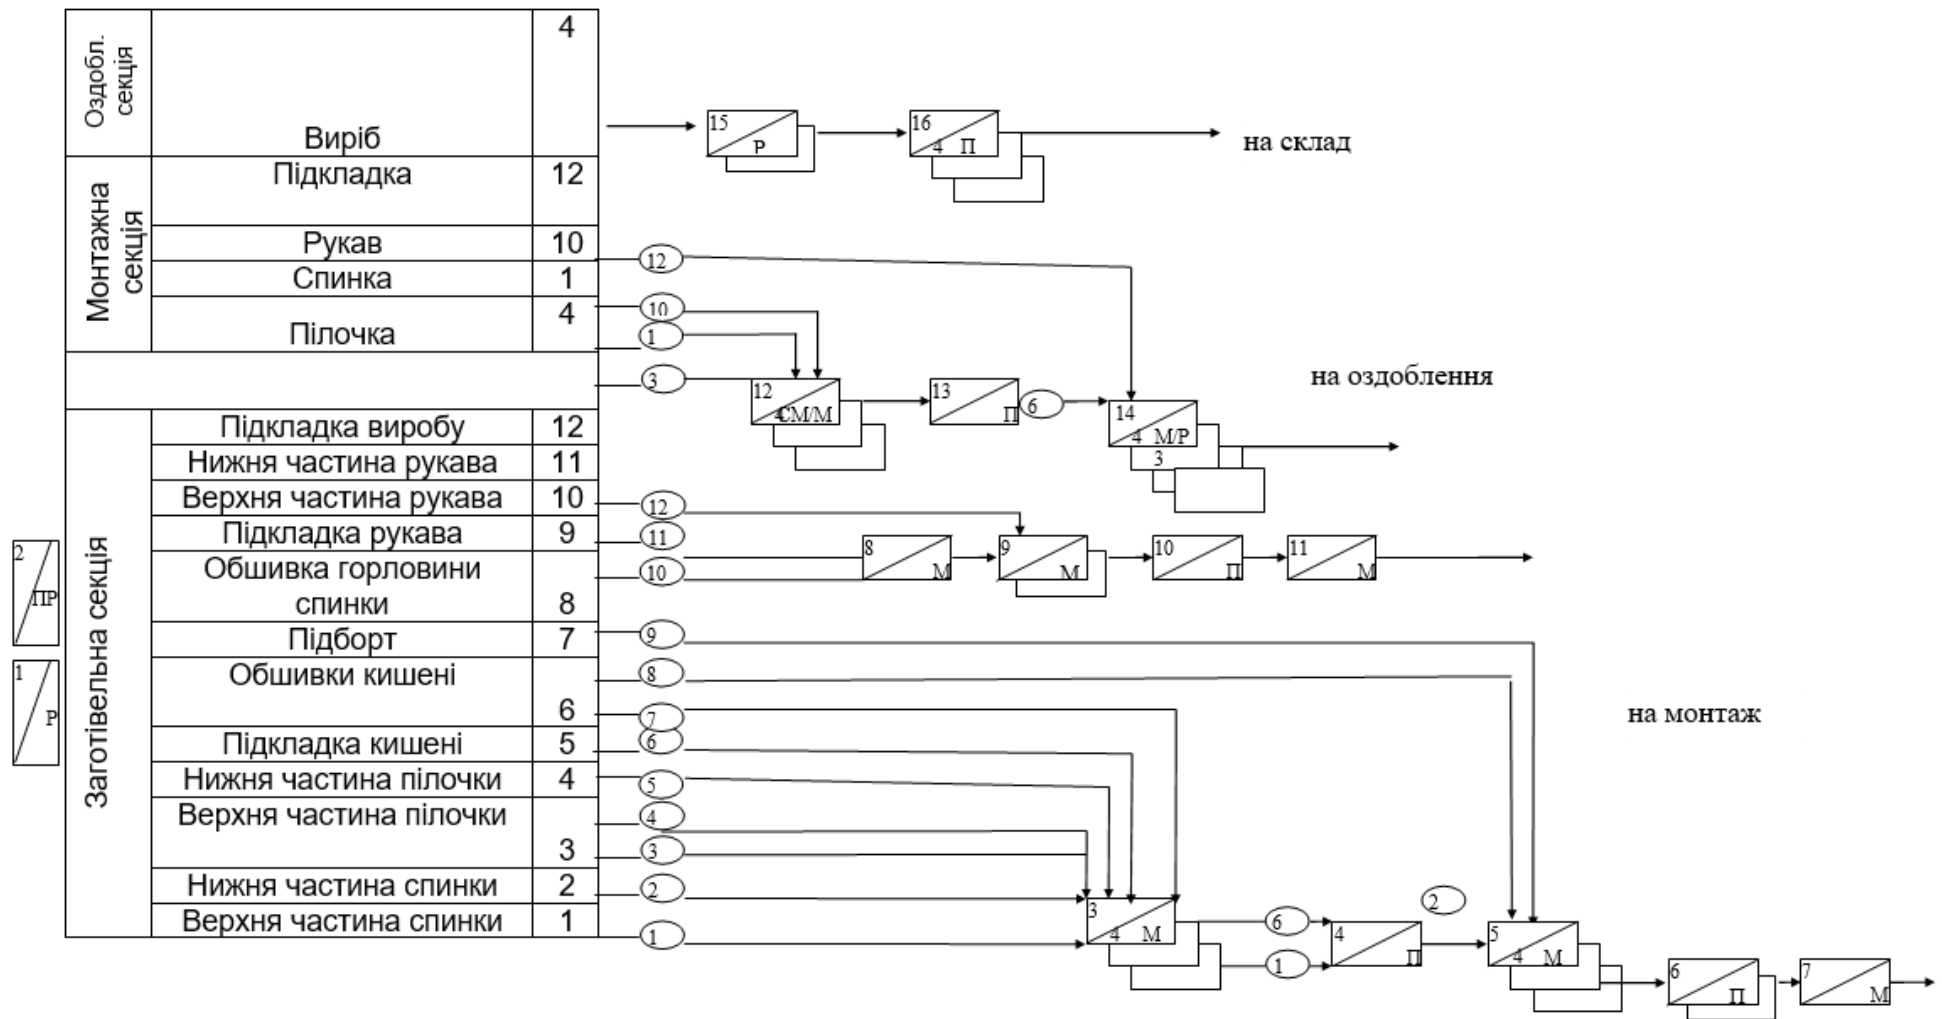 Оздобл. секція
Виріб
4
15
Р
16
4 П
на склад
Монтажна секція
Підкладка
12
Рукав
10
Спинка
1
Пілочка
4
12
10
1
3
12
4
СМ/М
13
П
6
14
4 М/Р
3
на оздоблення
Заготівельна секція
Підкладка виробу
12
Нижня частина рукава
11
Верхня частина рукава
10
Підкладка рукава
9
Обшивка горловини
спинки
8
Підборт
7
Обшивки кишені
6
Підкладка кишені
5
Нижня частина пілочки
4
Верхня частина пілочки
3
Нижня частина спинки
2
Верхня частина спинки
1
2
ПР
1
Р
12
11
10
8
М
9
М
10
П
11
М
9
8
7
6
5
4
3
2
1
на монтаж
3
4 М
6
1
4
П
2
5
4 М
6
П
7
М